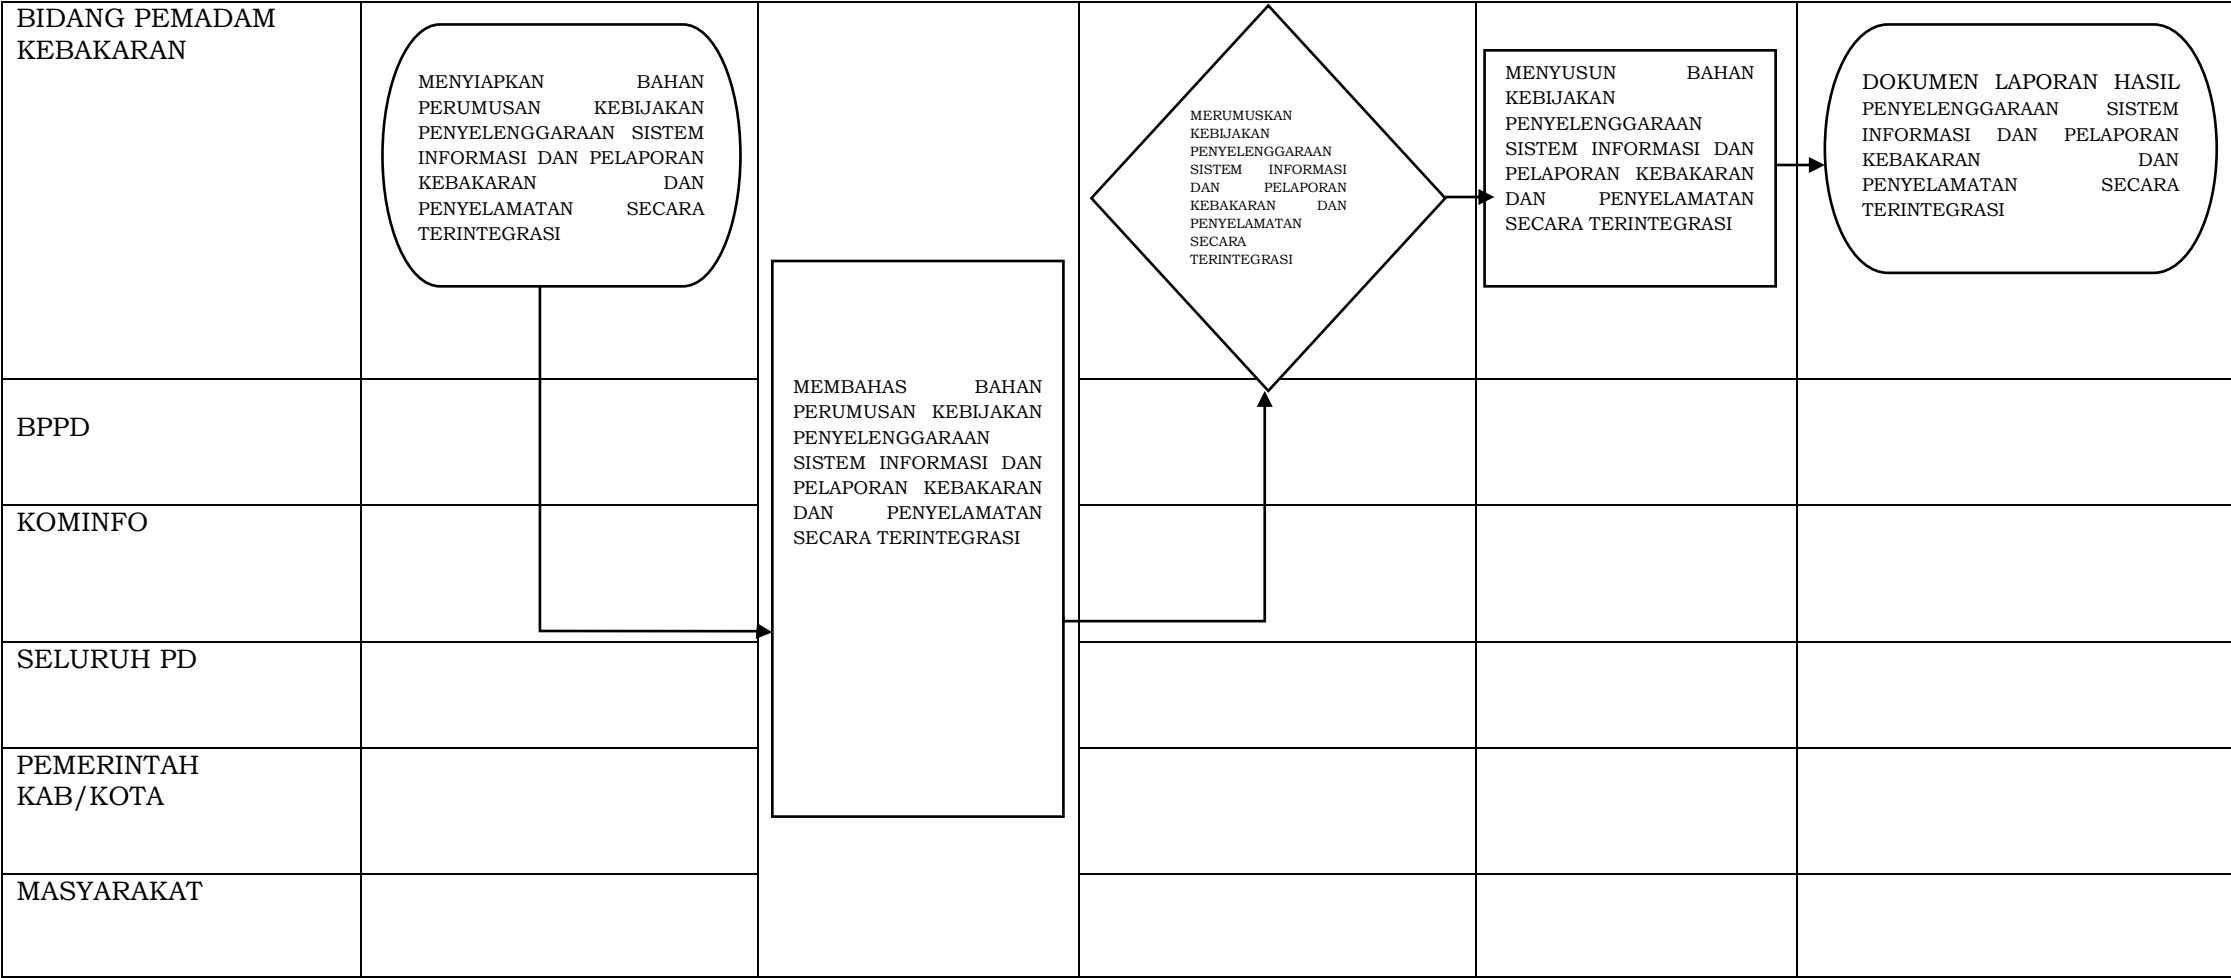 BIDANG PEMADAM
KEBAKARAN
MENYIAPKAN BAHAN
PERUMUSAN KEBIJAKAN
PENYELENGGARAAN SISTEM
INFORMASI DAN PELAPORAN
KEBAKARAN DAN
PENYELAMATAN SECARA
TERINTEGRASI
MEMBAHAS BAHAN
PERUMUSAN KEBIJAKAN
PENYELENGGARAAN
SISTEM INFORMASI DAN
PELAPORAN KEBAKARAN
DAN PENYELAMATAN
SECARA TERINTEGRASI
MERUMUSKAN
KEBIJAKAN
PENYELENGGARAAN
SISTEM INFORMASI
DAN PELAPORAN
KEBAKARAN DAN
PENYELAMATAN
SECARA
TERINTEGRASI
MENYUSUN BAHAN
KEBIJAKAN
PENYELENGGARAAN
SISTEM INFORMASI DAN
PELAPORAN KEBAKARAN
DAN PENYELAMATAN
SECARA TERINTEGRASI
DOKUMEN LAPORAN HASIL
PENYELENGGARAAN SISTEM
INFORMASI DAN PELAPORAN
KEBAKARAN DAN
PENYELAMATAN SECARA
TERINTEGRASI
BPPD
KOMINFO
SELURUH PD
PEMERINTAH
KAB/KOTA
MASYARAKAT